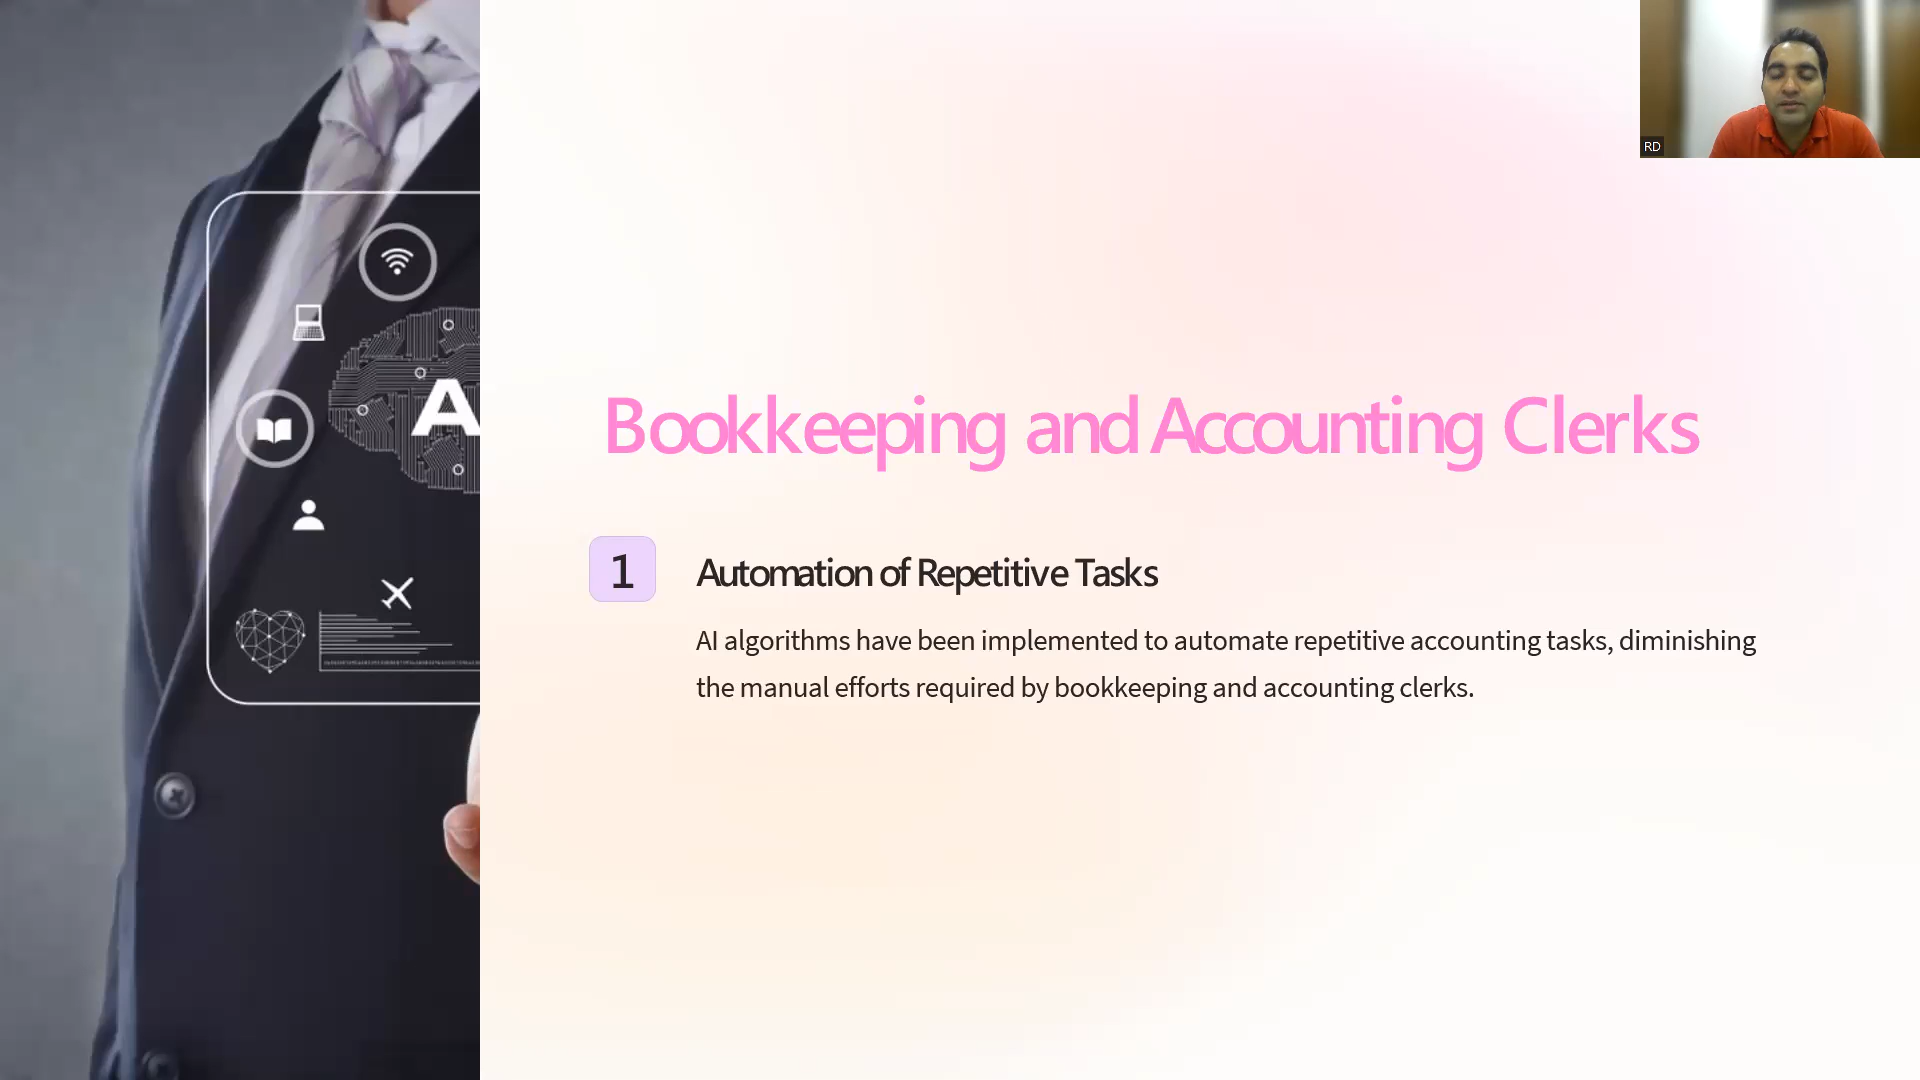 RD
A
Bookkeeping and Accounting Clerks
1
Automation of Repetitive Tasks
AI algorithms have been implemented to automate repetitive accounting tasks, diminishing
the manual efforts required by bookkeeping and accounting clerks.